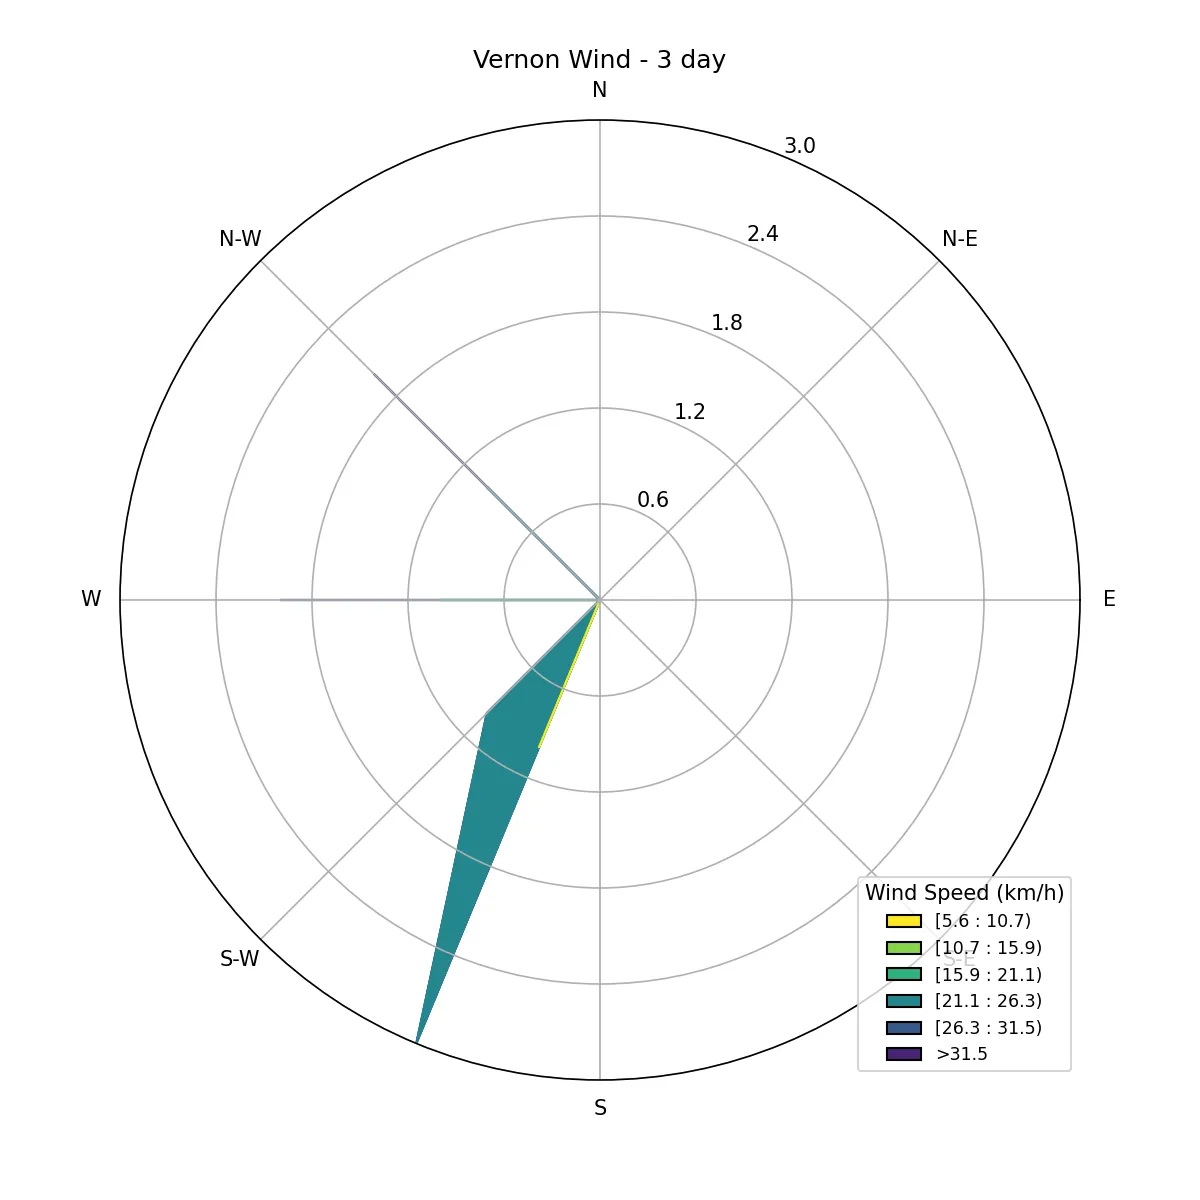 Vernon Wind - 3 day
N
3.0
N-W
2.4
N-E
1.8
1.2
0.6
W
E
S-W
S-E
S
Wind Speed (km/h)
[5.6 : 10.7)
[10.7 : 15.9)
[15.9 : 21.1)
[21.1 : 26.3)
[26.3 : 31.5)
>31.5